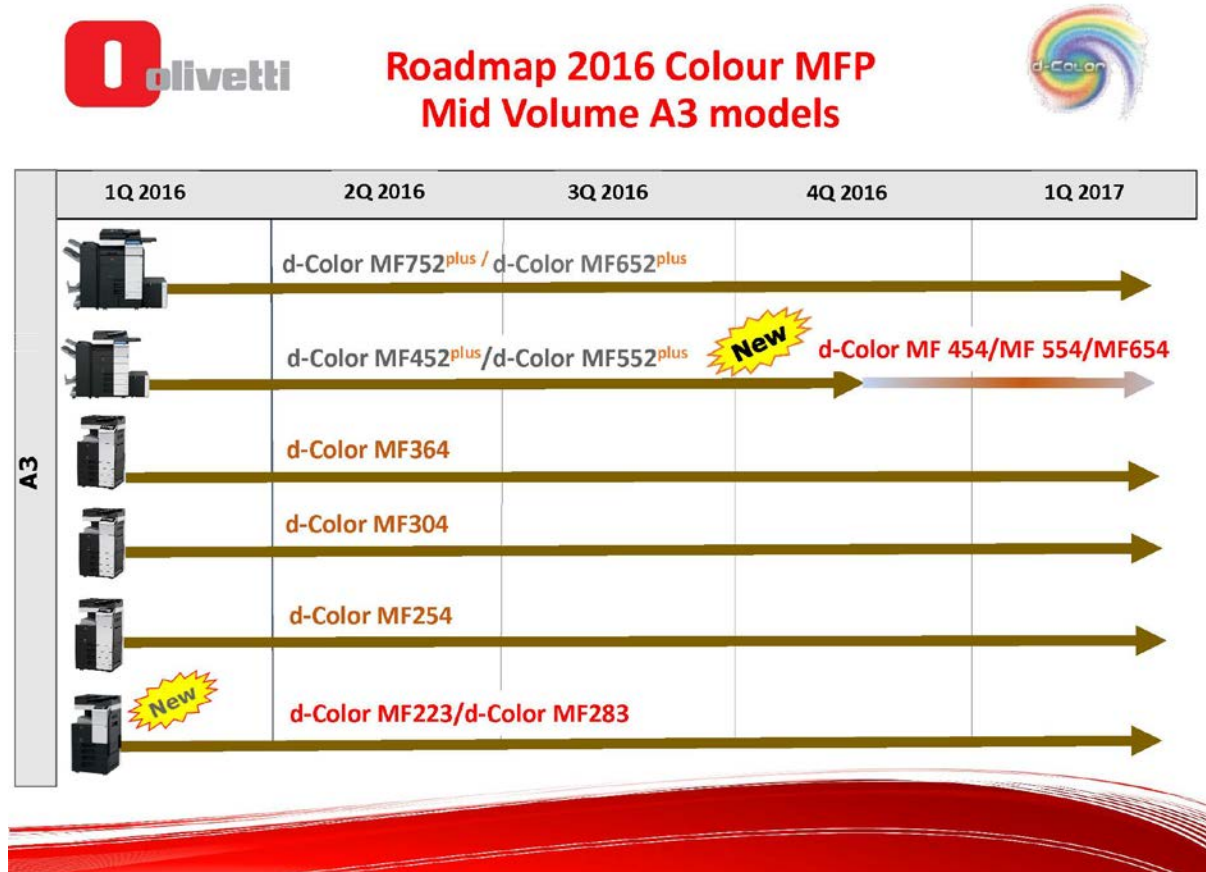 olivetti
Roadmap 2016 Colour MFP
Mid Volume A3 models
d-Color
1Q 2016 2Q 2016 3Q 2016 4Q 2016 1Q 2017
A3
d-Color MF752plus / d-Color MF652plus
d-Color MF452plus/d-Color MF552plus
New
d-Color MF 454/MF 554/MF654
d-Color MF364
d-Color MF304
d-Color MF254
New
d-Color MF223/d-Color MF283